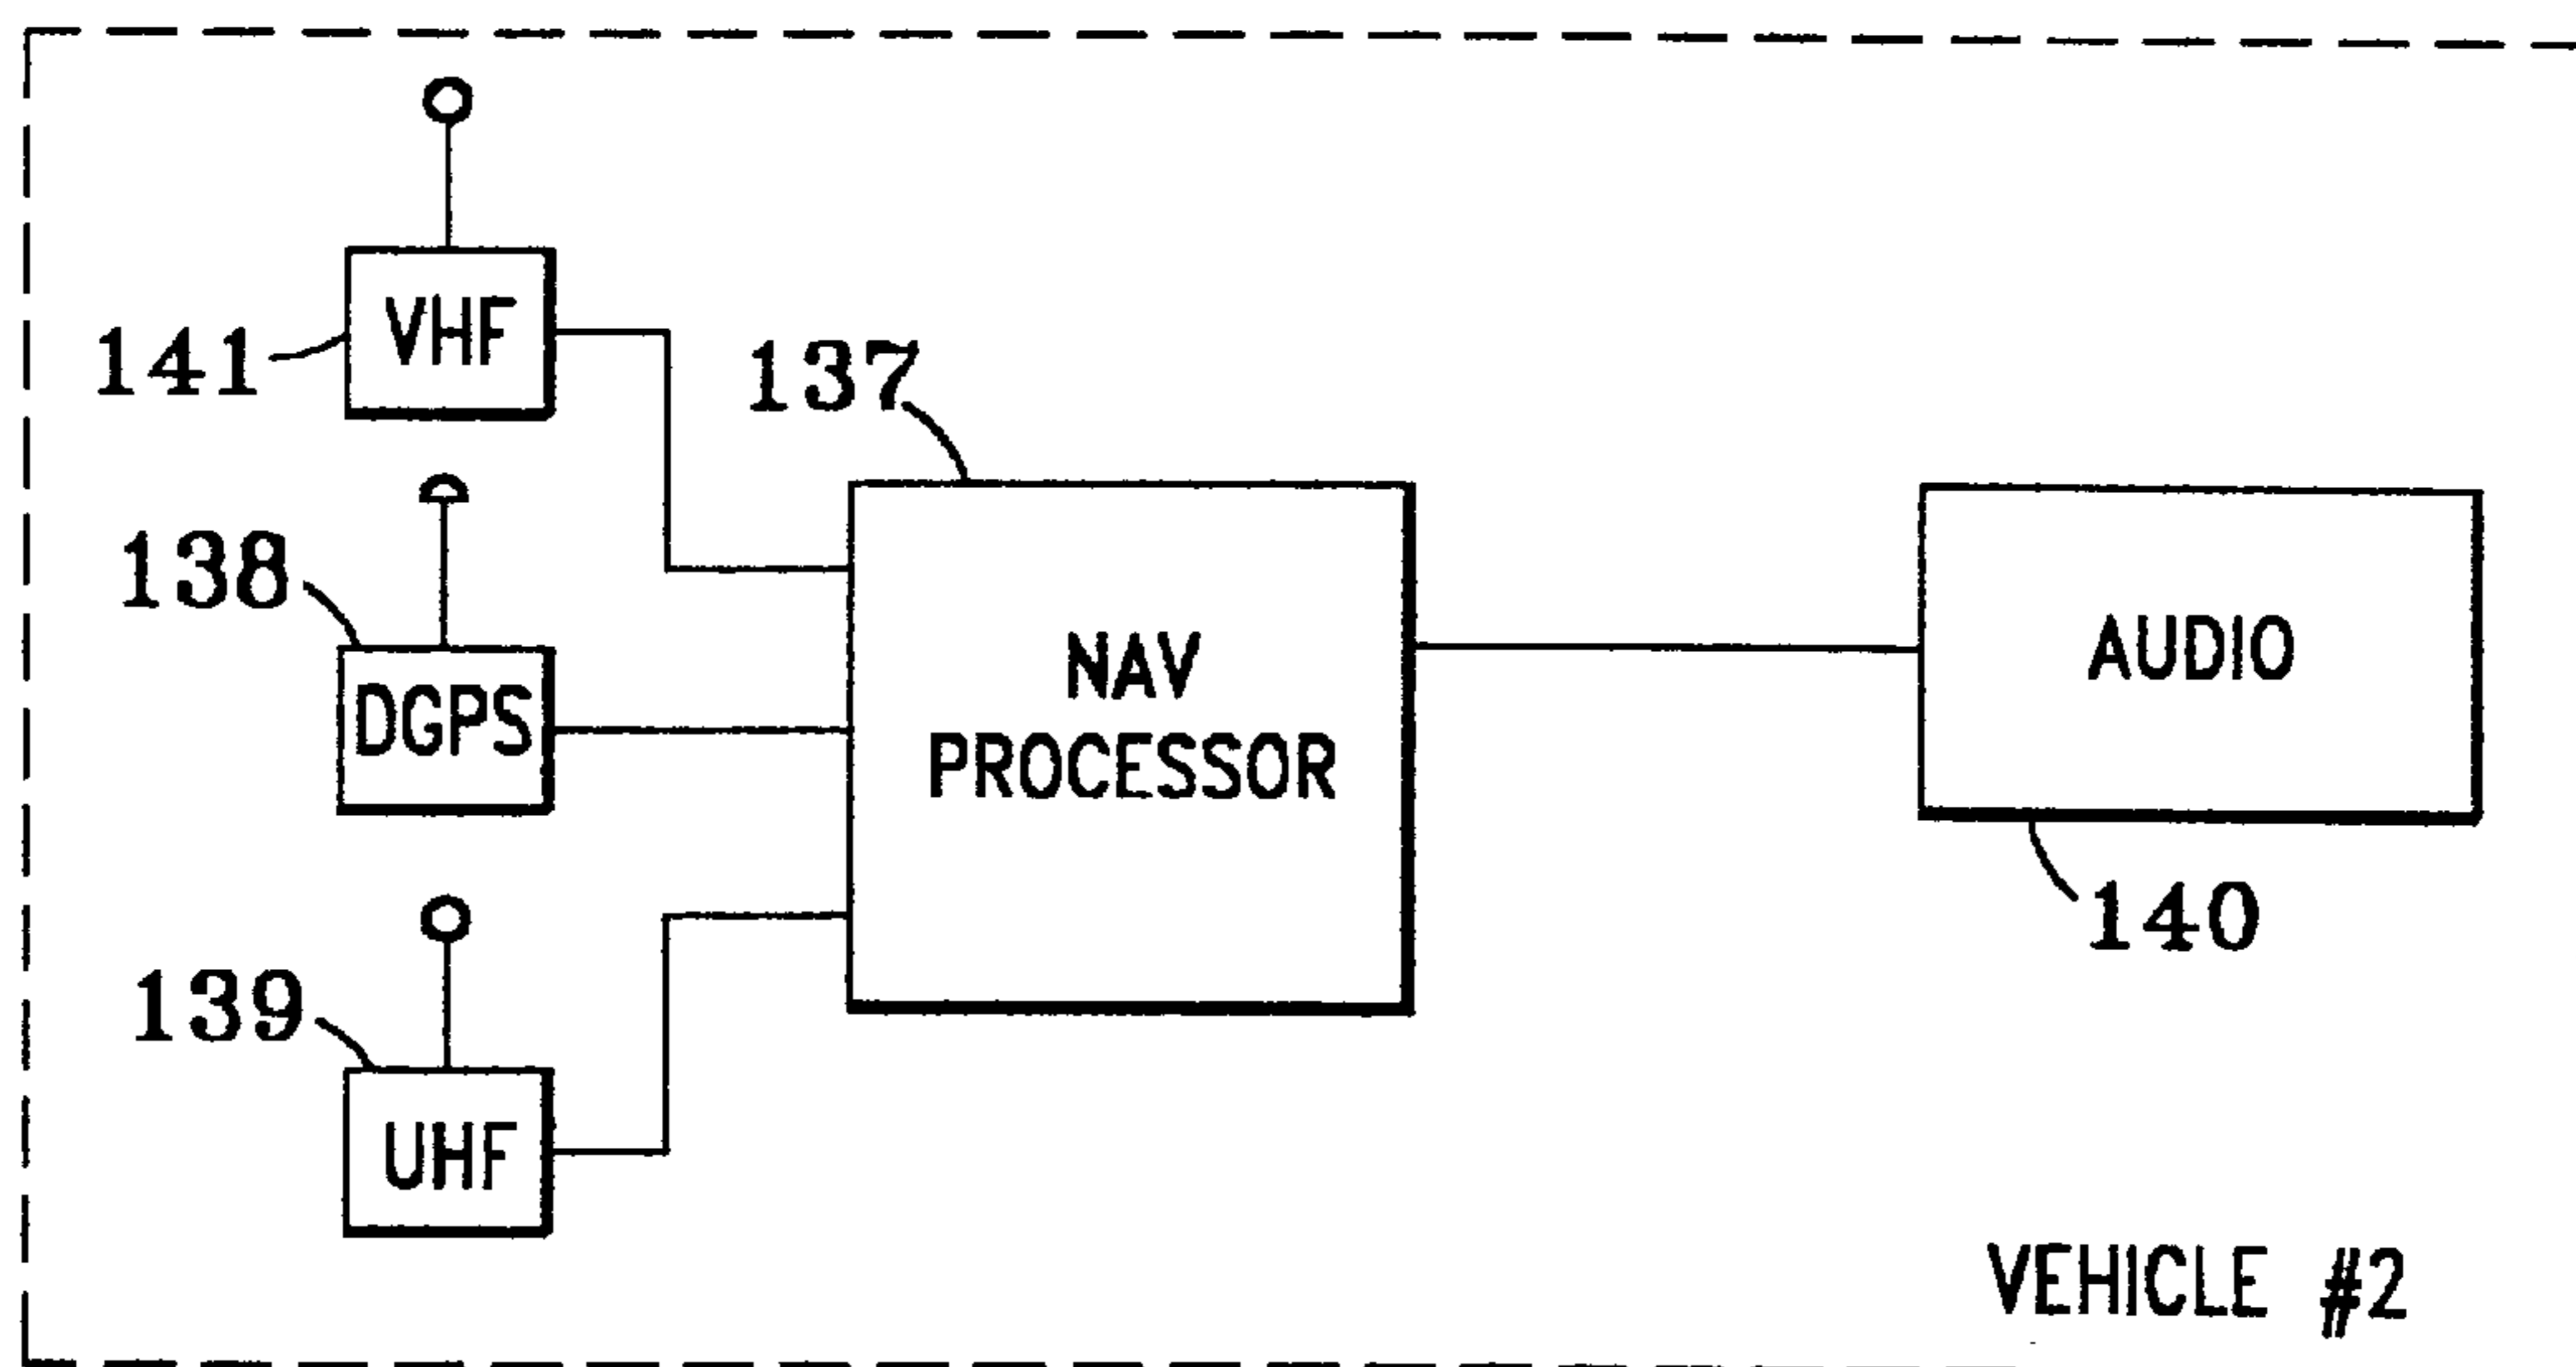 141
VHF
137
138
DGPS
NAV
PROCESSOR
AUDIO
140
139
UHF
VEHICLE #2